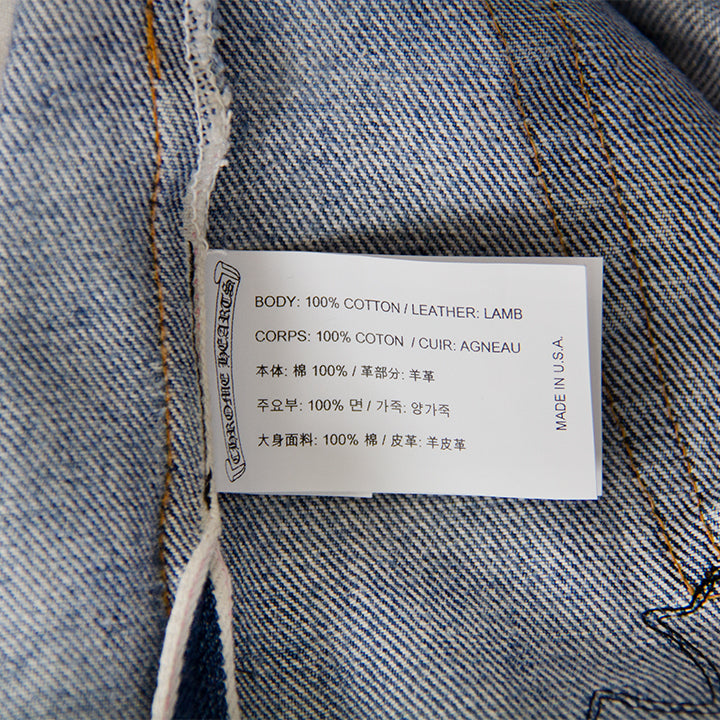 CHROME HEARTS
BODY: 100% COTTON / LEATHER: LAMB
CORPS: 100% COTON / CUIR: AGNEAU
本体: 棉 100% / 革部分: 羊革
주요부: 100% 면 / 가죽: 양가죽
大身面料: 100% 棉 / 皮革: 羊皮革
MADE IN U.S.A.